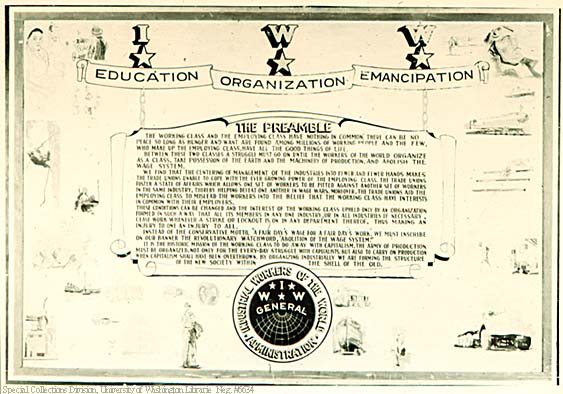 I W W
EDUCATION ORGANIZATION EMANCIPATION
THE PREAMBLE
THE WORKING CLASS AND THE EMPLOYING CLASS HAVE NOTHING IN COMMON. THERE CAN BE NO
PEACE SO LONG AS HUNGER AND WANT ARE FOUND AMONG MILLIONS OF WORKING PEOPLE AND THE FEW,
WHO MAKE UP THE EMPLOYING CLASS, HAVE ALL THE GOOD THINGS OF LIFE.
BETWEEN THESE TWO CLASSES A STRUGGLE MUST GO ON UNTIL THE WORKERS OF THE WORLD ORGANIZE
AS A CLASS, TAKE POSSESSION OF THE EARTH AND THE MACHINERY OF PRODUCTION, AND ABOLISH THE
WAGE SYSTEM.
WE FIND THAT THE CENTERING OF MANAGEMENT OF THE INDUSTRIES INTO FEWER AND FEWER HANDS MAKES
THE TRADE UNIONS UNABLE TO COPE WITH THE EVER GROWING POWER OF THE EMPLOYING CLASS. THE TRADE UNIONS
FOSTER A STATE OF AFFAIRS WHICH ALLOWS ONE SET OF WORKERS TO BE PITTED AGAINST ANOTHER SET OF WORKERS
IN THE SAME INDUSTRY, THEREBY HELPING DEFEAT ONE ANOTHER IN WAGE WARS. MOREOVER, THE TRADE UNIONS AID THE
EMPLOYING CLASS TO MISLEAD THE WORKERS INTO THE BELIEF THAT THE WORKING CLASS HAVE INTERESTS
IN COMMON WITH THEIR EMPLOYERS.
THESE CONDITIONS CAN BE CHANGED AND THE INTEREST OF THE WORKING CLASS UPHELD ONLY BY AN ORGANIZATION
FORMED IN SUCH A WAY THAT ALL ITS MEMBERS IN ANY ONE INDUSTRY, OR IN ALL INDUSTRIES IF NECESSARY,
CEASE WORK WHENEVER A STRIKE OR LOCKOUT IS ON IN ANY DEPARTMENT THEREOF, THUS MAKING AN
INJURY TO ONE AN INJURY TO ALL.
INSTEAD OF THE CONSERVATIVE MOTTO, "A FAIR DAY'S WAGE FOR A FAIR DAY'S WORK, WE MUST INSCRIBE
ON OUR BANNER THE REVOLUTIONARY WATCHWORD, "ABOLITION OF THE WAGE SYSTEM."
IT IS THE HISTORIC MISSION OF THE WORKING CLASS TO DO AWAY WITH CAPITALISM. THE ARMY OF PRODUCTION
MUST BE ORGANIZED, NOT ONLY FOR THE EVERY-DAY STRUGGLE WITH CAPITALISTS, BUT ALSO TO CARRY ON PRODUCTION
WHEN CAPITALISM SHALL HAVE BEEN OVERTHROWN. BY ORGANIZING INDUSTRIALLY WE ARE FORMING THE STRUCTURE
OF THE NEW SOCIETY WITHIN THE SHELL OF THE OLD.
INDUSTRIAL WORKERS OF THE WORLD
I
W W
GENERAL
ADMINISTRATION
Special Collections Division, University of Washington Libraries Neg. #6634